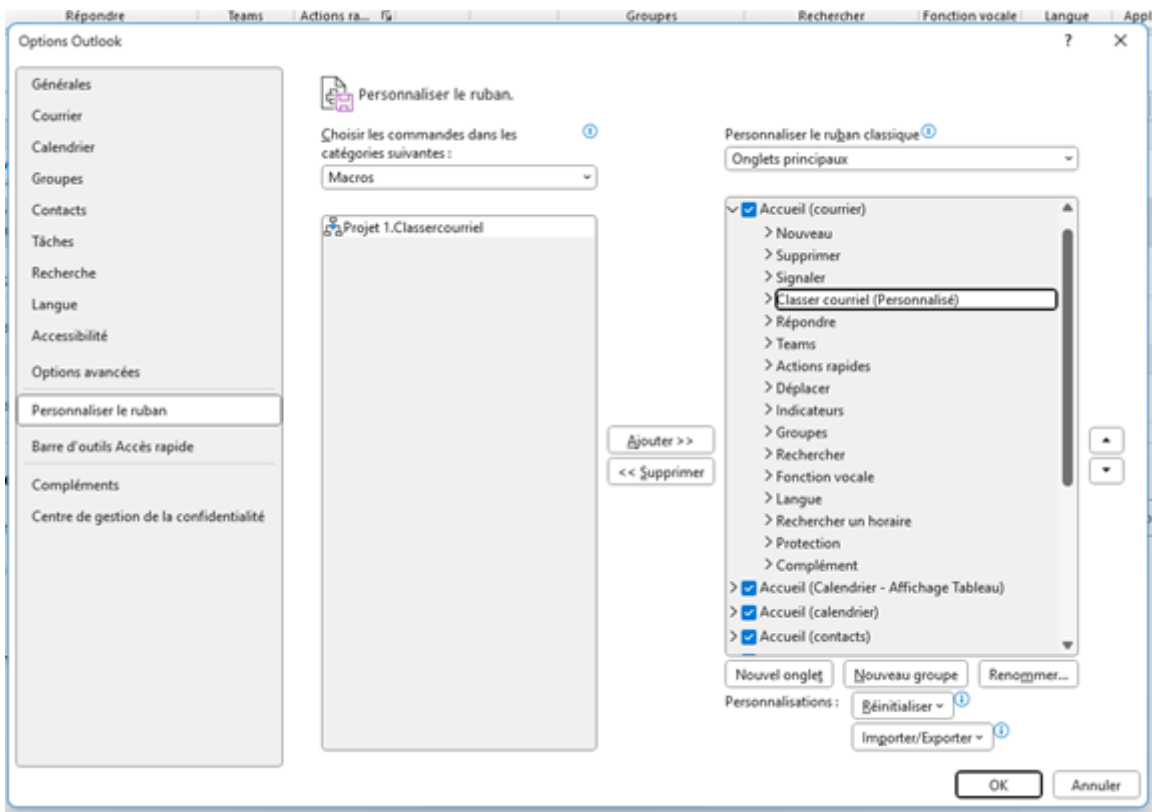 Répondre Teams Actions ra... Groupes Rechercher Fonction vocale Langue Appl
Options Outlook ? ×
Générales
Courrier
Calendrier
Groupes
Contacts
Tâches
Recherche
Langue
Accessibilité
Options avancées
Personnaliser le ruban
Barre d'outils Accès rapide
Compléments
Centre de gestion de la confidentialité
Personnaliser le ruban.
Choisir les commandes dans les
catégories suivantes :
Macros
Projet 1.Classercourriel
Ajouter >>
<< Supprimer
Personnaliser le ruban classique
Onglets principaux
Accueil (courrier)
Nouveau
Supprimer
Signaler
Classer courriel (Personnalisé)
Répondre
Teams
Actions rapides
Déplacer
Indicateurs
Groupes
Rechercher
Fonction vocale
Langue
Rechercher un horaire
Protection
Complément
Accueil (Calendrier - Affichage Tableau)
Accueil (calendrier)
Accueil (contacts)
Nouvel onglet Nouveau groupe Renommer...
Personnalisations : Réinitialiser
Importer/Exporter
OK Annuler